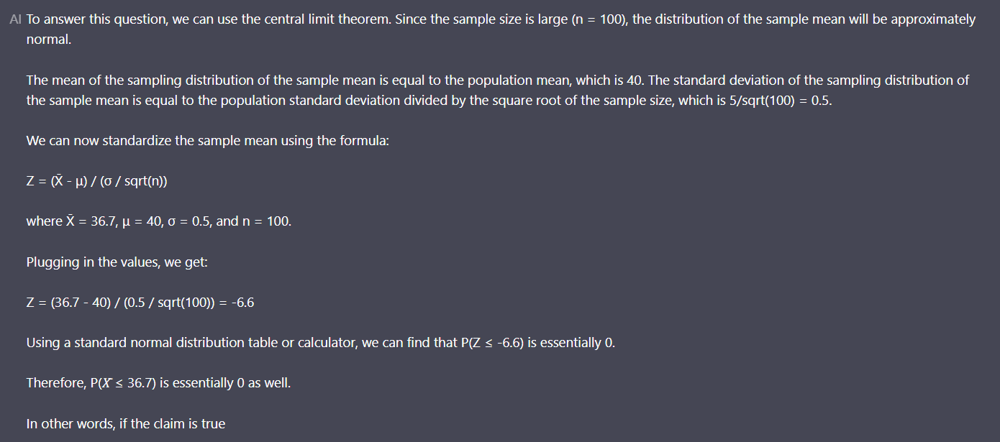 AI To answer this question, we can use the central limit theorem. Since the sample size is large (n = 100), the distribution of the sample mean will be approximately
normal.
The mean of the sampling distribution of the sample mean is equal to the population mean, which is 40. The standard deviation of the sampling distribution of
the sample mean is equal to the population standard deviation divided by the square root of the sample size, which is 5/sqrt(100) = 0.5.
We can now standardize the sample mean using the formula:
Z = (X̄ - μ) / (σ / sqrt(n))
where X̄ = 36.7, μ = 40, σ = 0.5, and n = 100.
Plugging in the values, we get:
Z = (36.7 - 40) / (0.5 / sqrt(100)) = -6.6
Using a standard normal distribution table or calculator, we can find that P(Z ≤ -6.6) is essentially 0.
Therefore, P(X̄ ≤ 36.7) is essentially 0 as well.
In other words, if the claim is true